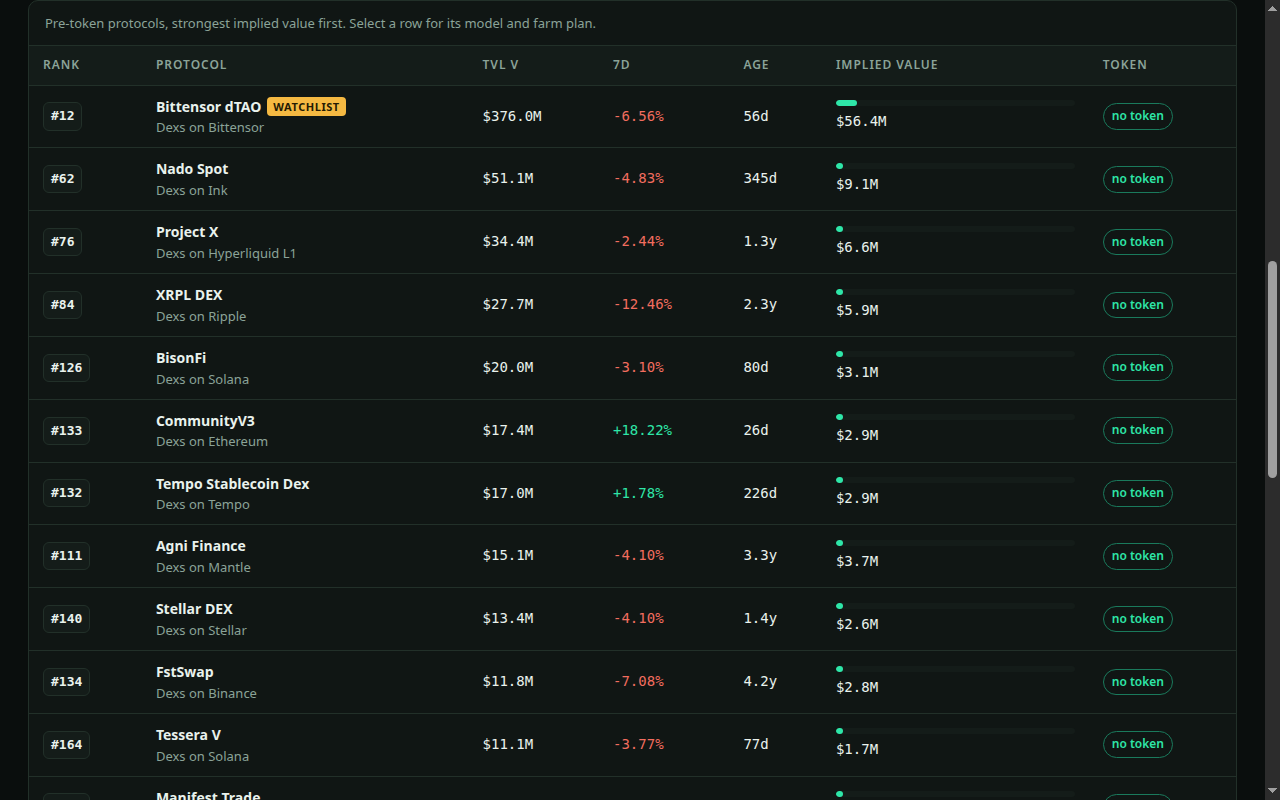 Pre-token protocols, strongest implied value first. Select a row for its model and farm plan.
RANK PROTOCOL TVL V 7D AGE IMPLIED VALUE TOKEN
#12 Bittensor dTAO WATCHLIST $376.0M -6.56% 56d $56.4M no token
Dexs on Bittensor
#62 Nado Spot $51.1M -4.83% 345d $9.1M no token
Dexs on Ink
#76 Project X $34.4M -2.44% 1.3y $6.6M no token
Dexs on Hyperliquid L1
#84 XRPL DEX $27.7M -12.46% 2.3y $5.9M no token
Dexs on Ripple
#126 BisonFi $20.0M -3.10% 80d $3.1M no token
Dexs on Solana
#133 CommunityV3 $17.4M +18.22% 26d $2.9M no token
Dexs on Ethereum
#132 Tempo Stablecoin Dex $17.0M +1.78% 226d $2.9M no token
Dexs on Tempo
#111 Agni Finance $15.1M -4.10% 3.3y $3.7M no token
Dexs on Mantle
#140 Stellar DEX $13.4M -4.10% 1.4y $2.6M no token
Dexs on Stellar
#134 FstSwap $11.8M -7.08% 4.2y $2.8M no token
Dexs on Binance
#164 Tessera V $11.1M -3.77% 77d $1.7M no token
Dexs on Solana
Manifest Trade